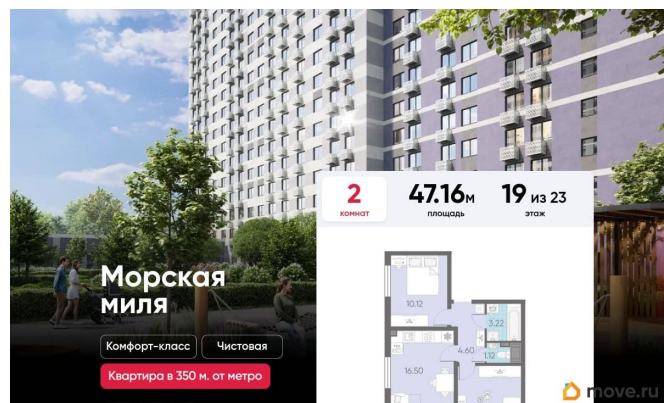 2
комнат
47.16м
площадь
19 из 23
этаж
Морская
миля
Комфорт-класс
Чистовая
Квартира в 350 м. от метро
10.12
3.22
4.60
1.12
16.50
move.ru